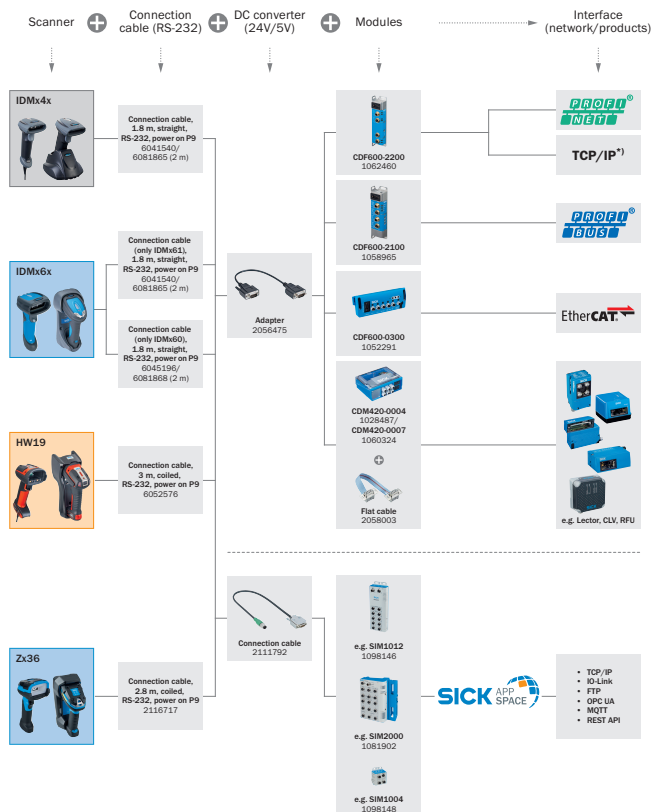 Scanner
Connection
cable (RS-232)
DC converter
(24V/5V)
Modules
Interface
(network/products)
IDMx4x
Connection cable,
1.8 m, straight,
RS-232, power on P9
6041540/
6081865 (2 m)
CDF600-2200
1062460
PROFI
NET
®
TCP/IP*)
IDMx6x
Connection cable
(only IDMx61),
1.8 m, straight,
RS-232, power on P9
6041540/
6081865 (2 m)
Connection cable
(only IDMx60),
1.8 m, straight,
RS-232, power on P9
6045196/
6081868 (2 m)
Adapter
2056475
CDF600-2100
1058965
PROFI
BUS
®
CDF600-0300
1052291
EtherCAT®
CDM420-0004
1028487/
CDM420-0007
1060324
Flat cable
2058003
e.g. Lector, CLV, RFU
HW19
Connection cable,
3 m, coiled,
RS-232, power on P9
6052576
Zx36
Connection cable,
2.8 m, coiled,
RS-232, power on P9
2116717
Connection cable
2111792
e.g. SIM1012
1098146
e.g. SIM2000
1081902
e.g. SIM1004
1098148
SICK APP
SPACE
• TCP/IP
• IO-Link
• FTP
• OPC UA
• MQTT
• REST API